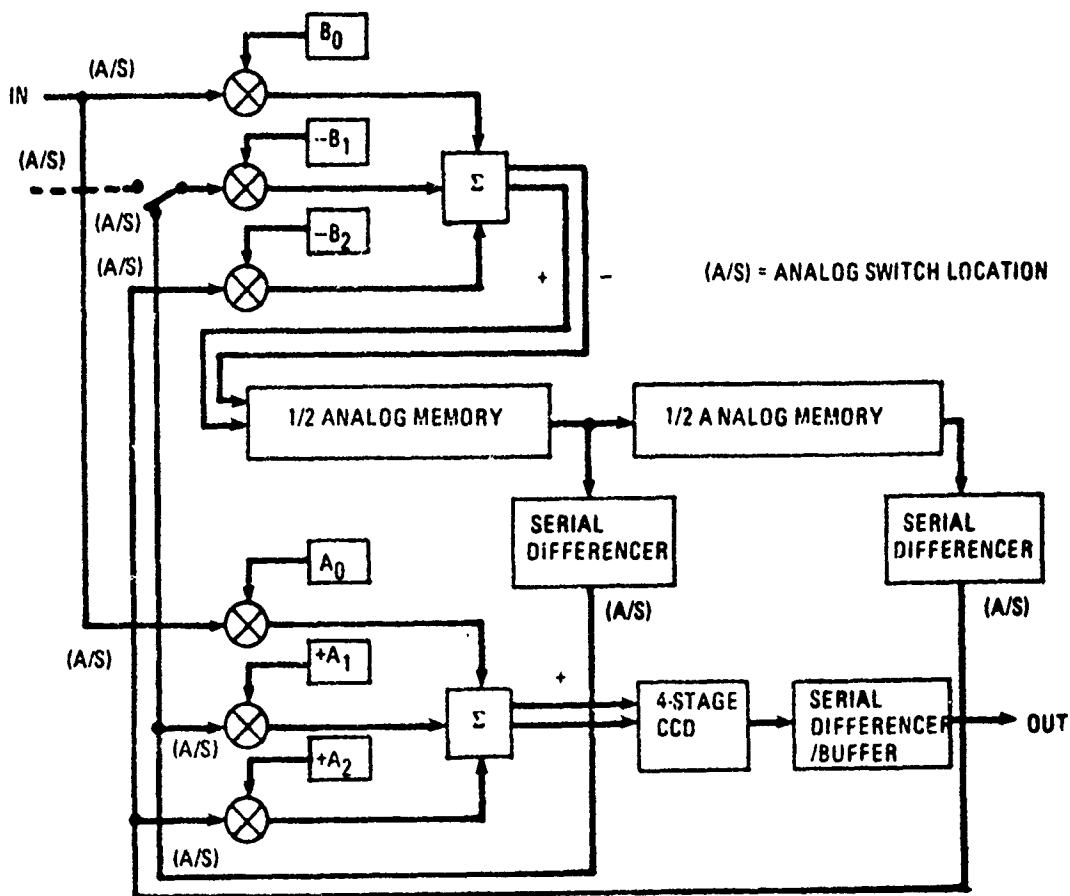 B0
(A/S)
IN
(A/S)
--B1
Σ
(A/S)
(A/S)
−B2
+
−
(A/S) = ANALOG SWITCH LOCATION
1/2 ANALOG MEMORY
1/2 A NALOG MEMORY
SERIAL
DIFFERENCER
SERIAL
DIFFERENCER
(A/S)
(A/S)
A0
(A/S)
+A1
+
Σ
4-STAGE
CCD
SERIAL
DIFFERENCER
/BUFFER
OUT
(A/S)
+A2
(A/S)